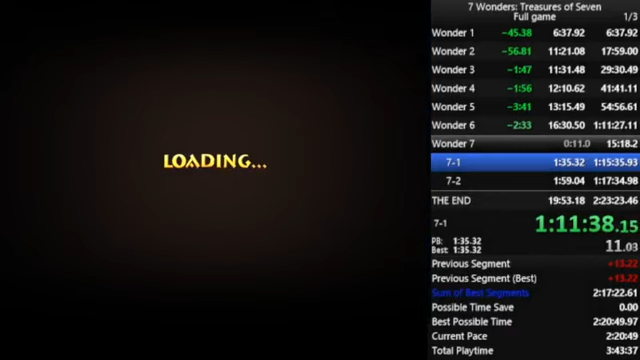 LOADING...
7 Wonders: Treasures of Seven
Full game 1/3
Wonder 1 -45.38 6:37.92 6:37.92
Wonder 2 -56.81 11:21.08 17:59.00
Wonder 3 -1:47 11:31.48 29:30.49
Wonder 4 -1:56 12:10.62 41:41.11
Wonder 5 -3:41 13:15.49 54:56.61
Wonder 6 -2:33 16:30.50 1:11:27.11
Wonder 7 0:11.0 15:18.2
7-1 1:35.32 1:15:35.93
7-2 1:59.04 1:17:34.98
THE END 19:53.18 2:23:23.46
7-1 1:11:38.15
PB: 1:35.32
Best: 1:35.32 11.03
Previous Segment +13.22
Previous Segment (Best) +13.22
Sum of Best Segments 2:17:22.61
Possible Time Save 0.00
Best Possible Time 2:20:49.97
Current Pace 2:20:49
Total Playtime 3:43:37